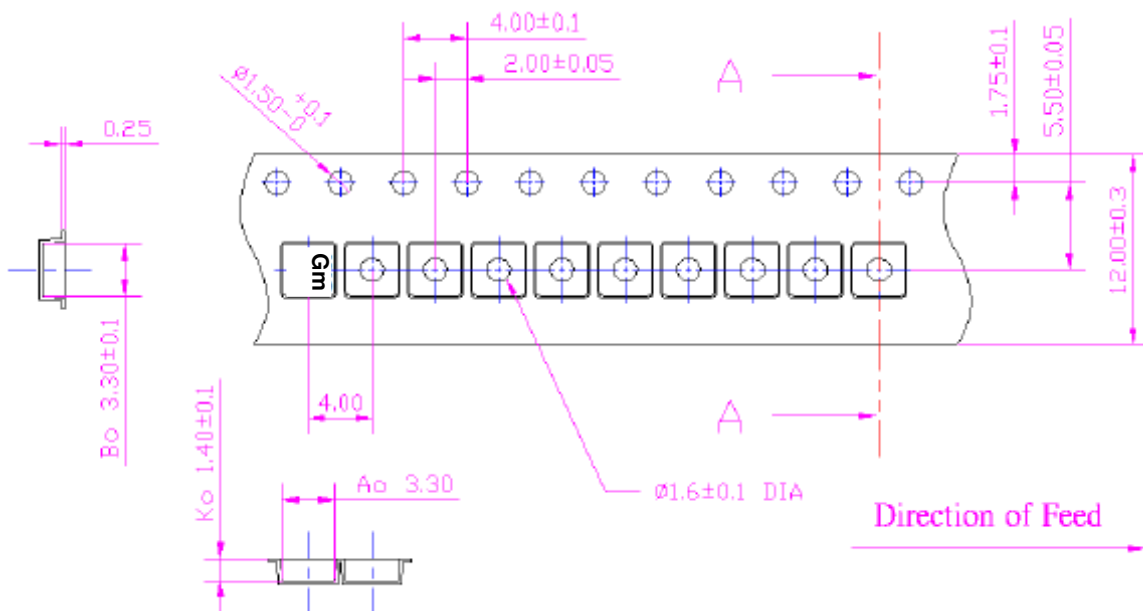 4.00±0.1
2.00±0.05
Ø1.50 +0.1 -0
0.25
A
1.75±0.1
5.50±0.05
12.00±0.3
Gm
Bo 3.30±0.1
4.00
A
Ko 1.40±0.1
Ao 3.30
Ø1.6±0.1 DIA
Direction of Feed